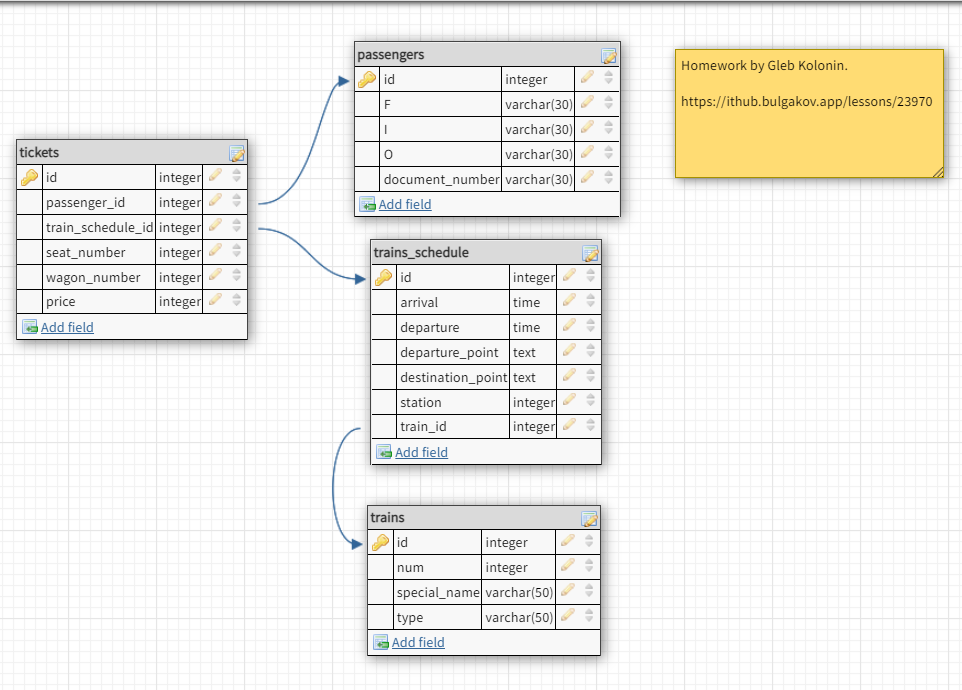 passengers
id integer
F varchar(30)
I varchar(30)
O varchar(30)
document_number varchar(30)
Add field
Homework by Gleb Kolonin.
https://ithub.bulgakov.app/lessons/23970
tickets
id integer
passenger_id integer
train_schedule_id integer
seat_number integer
wagon_number integer
price integer
Add field
trains_schedule
id integer
arrival time
departure time
departure_point text
destination_point text
station integer
train_id integer
Add field
trains
id integer
num integer
special_name varchar(50)
type varchar(50)
Add field